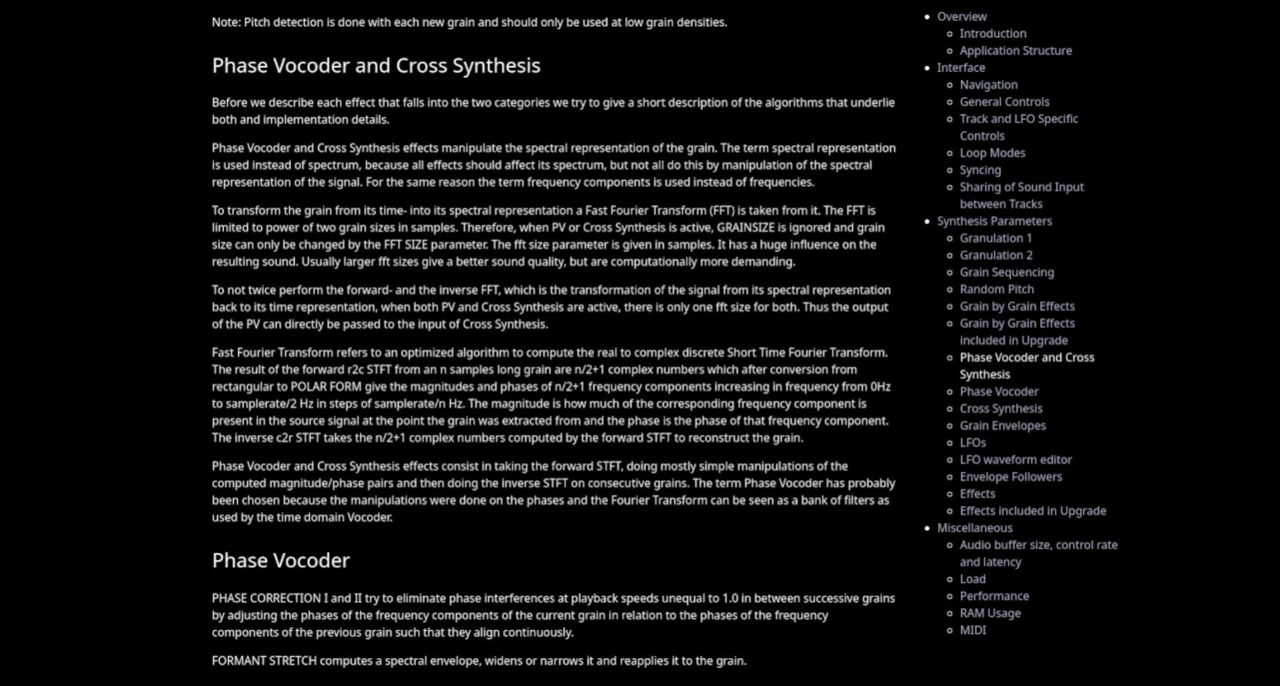 Note: Pitch detection is done with each new grain and should only be used at low grain densities.
Phase Vocoder and Cross Synthesis
Before we describe each effect that falls into the two categories we try to give a short description of the algorithms that underlie
both and implementation details.
Phase Vocoder and Cross Synthesis effects manipulate the spectral representation of the grain. The term spectral representation
is used instead of spectrum, because all effects should affect its spectrum, but not all do this by manipulation of the spectral
representation of the signal. For the same reason the term frequency components is used instead of frequencies.
To transform the grain from its time- into its spectral representation a Fast Fourier Transform (FFT) is taken from it. The FFT is
limited to power of two grain sizes in samples. Therefore, when PV or Cross Synthesis is active, GRAINSIZE is ignored and grain
size can only be changed by the FFT SIZE parameter. The fft size parameter is given in samples. It has a huge influence on the
resulting sound. Usually larger fft sizes give a better sound quality, but are computationally more demanding.
To not twice perform the forward- and the inverse FFT, which is the transformation of the signal from its spectral representation
back to its time representation, when both PV and Cross Synthesis are active, there is only one fft size for both. Thus the output
of the PV can directly be passed to the input of Cross Synthesis.
Fast Fourier Transform refers to an optimized algorithm to compute the real to complex discrete Short Time Fourier Transform.
The result of the forward r2c STFT from an n samples long grain are n/2+1 complex numbers which after conversion from
rectangular to POLAR FORM give the magnitudes and phases of n/2+1 frequency components increasing in frequency from 0Hz
to samplerate/2 Hz in steps of samplerate/n Hz. The magnitude is how much of the corresponding frequency component is
present in the source signal at the point the grain was extracted from and the phase is the phase of that frequency component.
The inverse c2r STFT takes the n/2+1 complex numbers computed by the forward STFT to reconstruct the grain.
Phase Vocoder and Cross Synthesis effects consist in taking the forward STFT, doing mostly simple manipulations of the
computed magnitude/phase pairs and then doing the inverse STFT on consecutive grains. The term Phase Vocoder has probably
been chosen because the manipulations were done on the phases and the Fourier Transform can be seen as a bank of filters as
used by the time domain Vocoder.
Phase Vocoder
PHASE CORRECTION I and II try to eliminate phase interferences at playback speeds unequal to 1.0 in between successive grains
by adjusting the phases of the frequency components of the current grain in relation to the phases of the frequency
components of the previous grain such that they align continuously.
FORMANT STRETCH computes a spectral envelope, widens or narrows it and reapplies it to the grain.
Overview
Introduction
Application Structure
Interface
Navigation
General Controls
Track and LFO Specific
Controls
Loop Modes
Syncing
Sharing of Sound Input
between Tracks
Synthesis Parameters
Granulation 1
Granulation 2
Grain Sequencing
Random Pitch
Grain by Grain Effects
Grain by Grain Effects
included in Upgrade
Phase Vocoder and Cross
Synthesis
Phase Vocoder
Cross Synthesis
Grain Envelopes
LFOs
LFO waveform editor
Envelope Followers
Effects
Effects included in Upgrade
Miscellaneous
Audio buffer size, control rate
and latency
Load
Performance
RAM Usage
MIDI